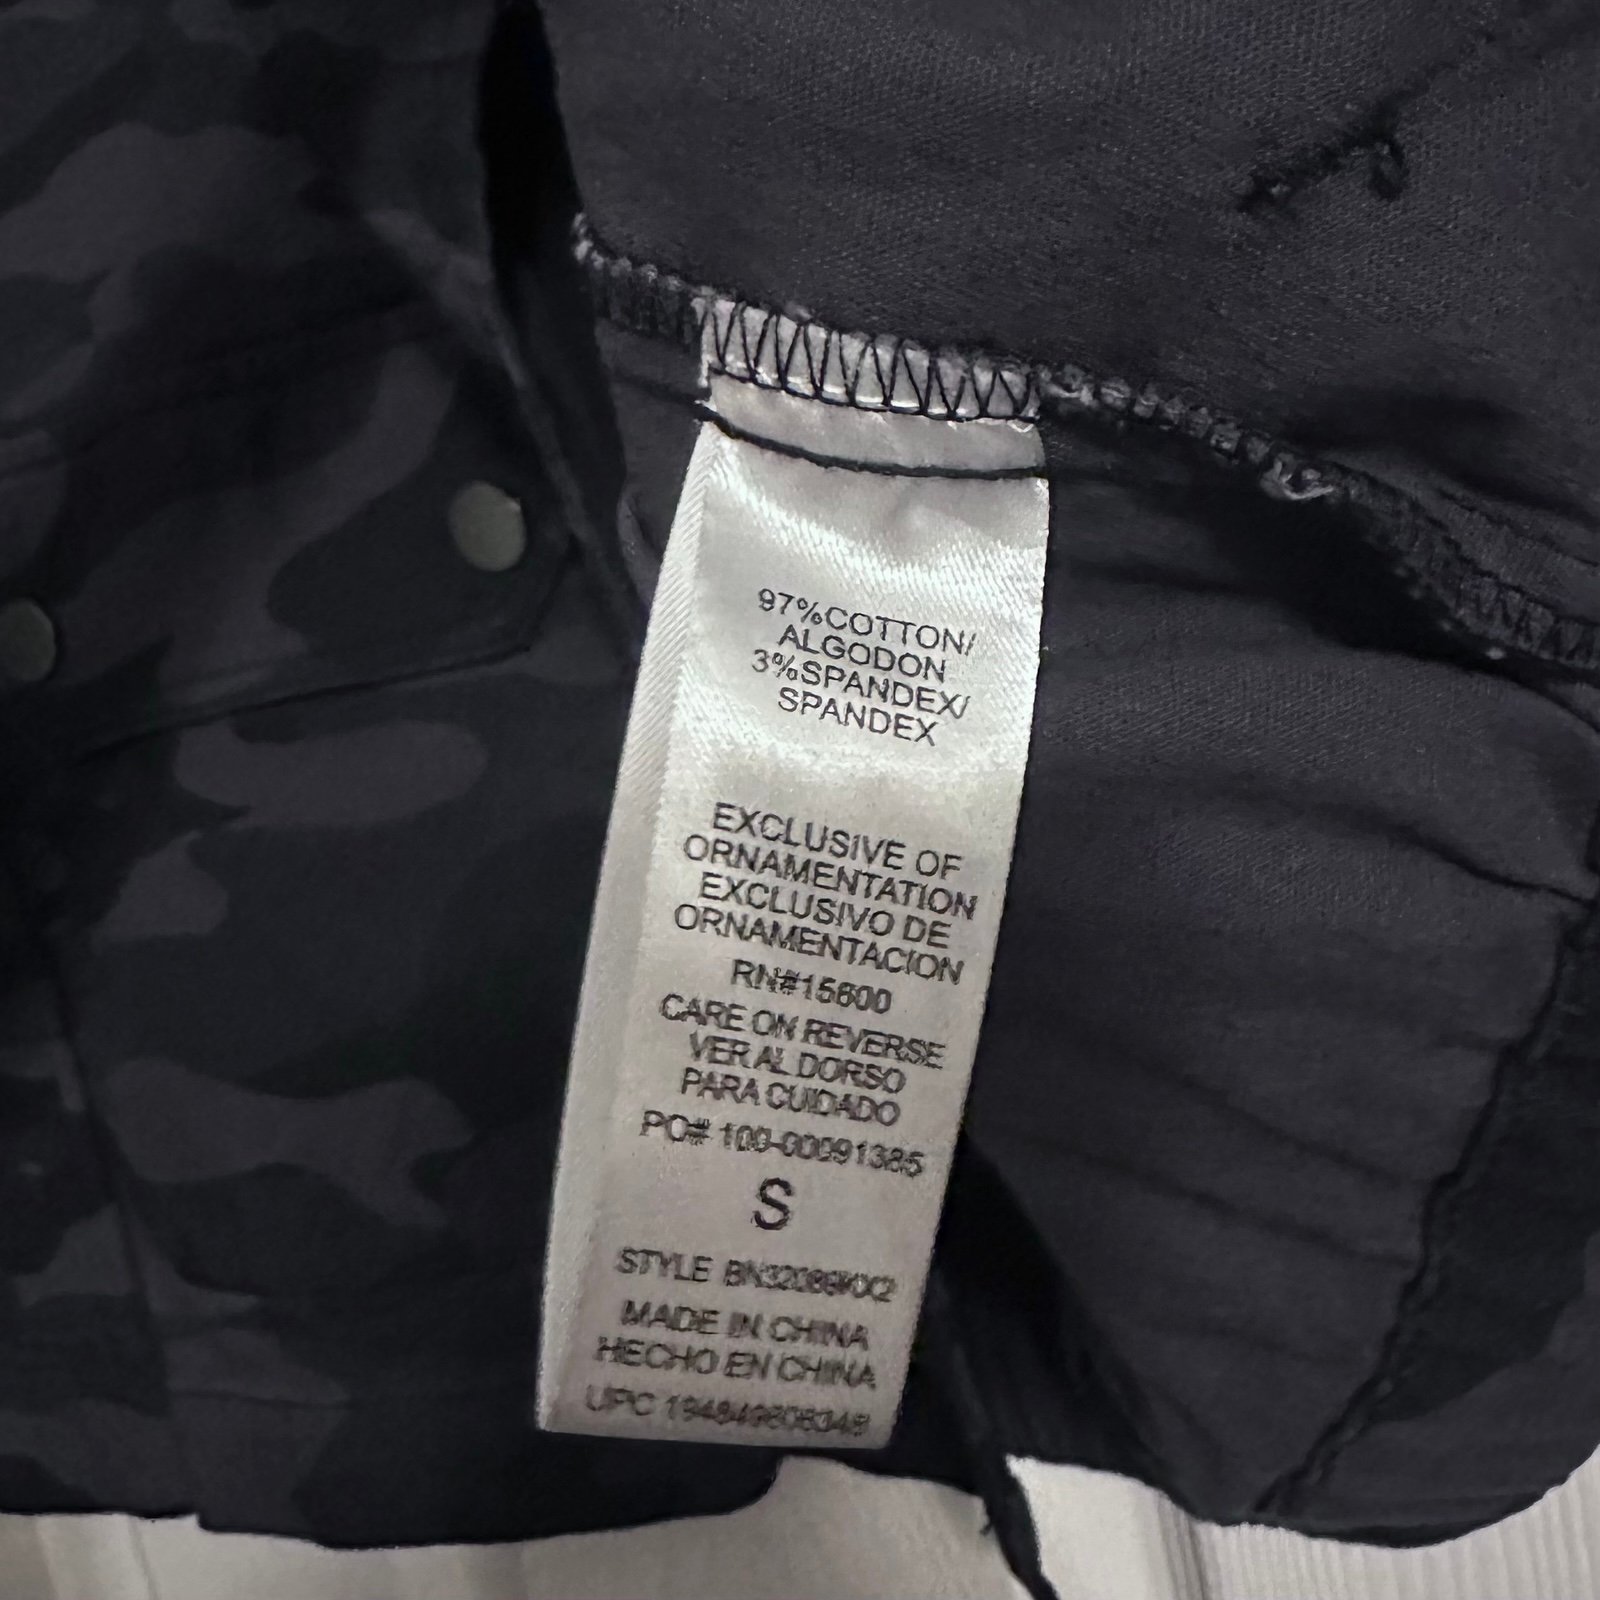 97%COTTON/
ALGODON
3%SPANDEX/
SPANDEX
EXCLUSIVE OF
ORNAMENTATION
EXCLUSIVO DE
ORNAMENTACION
RN#15600
CARE ON REVERSE
VER AL DORSO
PARA CUIDADO
PO# 100-00091385
S
STYLE
MADE IN CHINA
HECHO EN CHINA
UPC